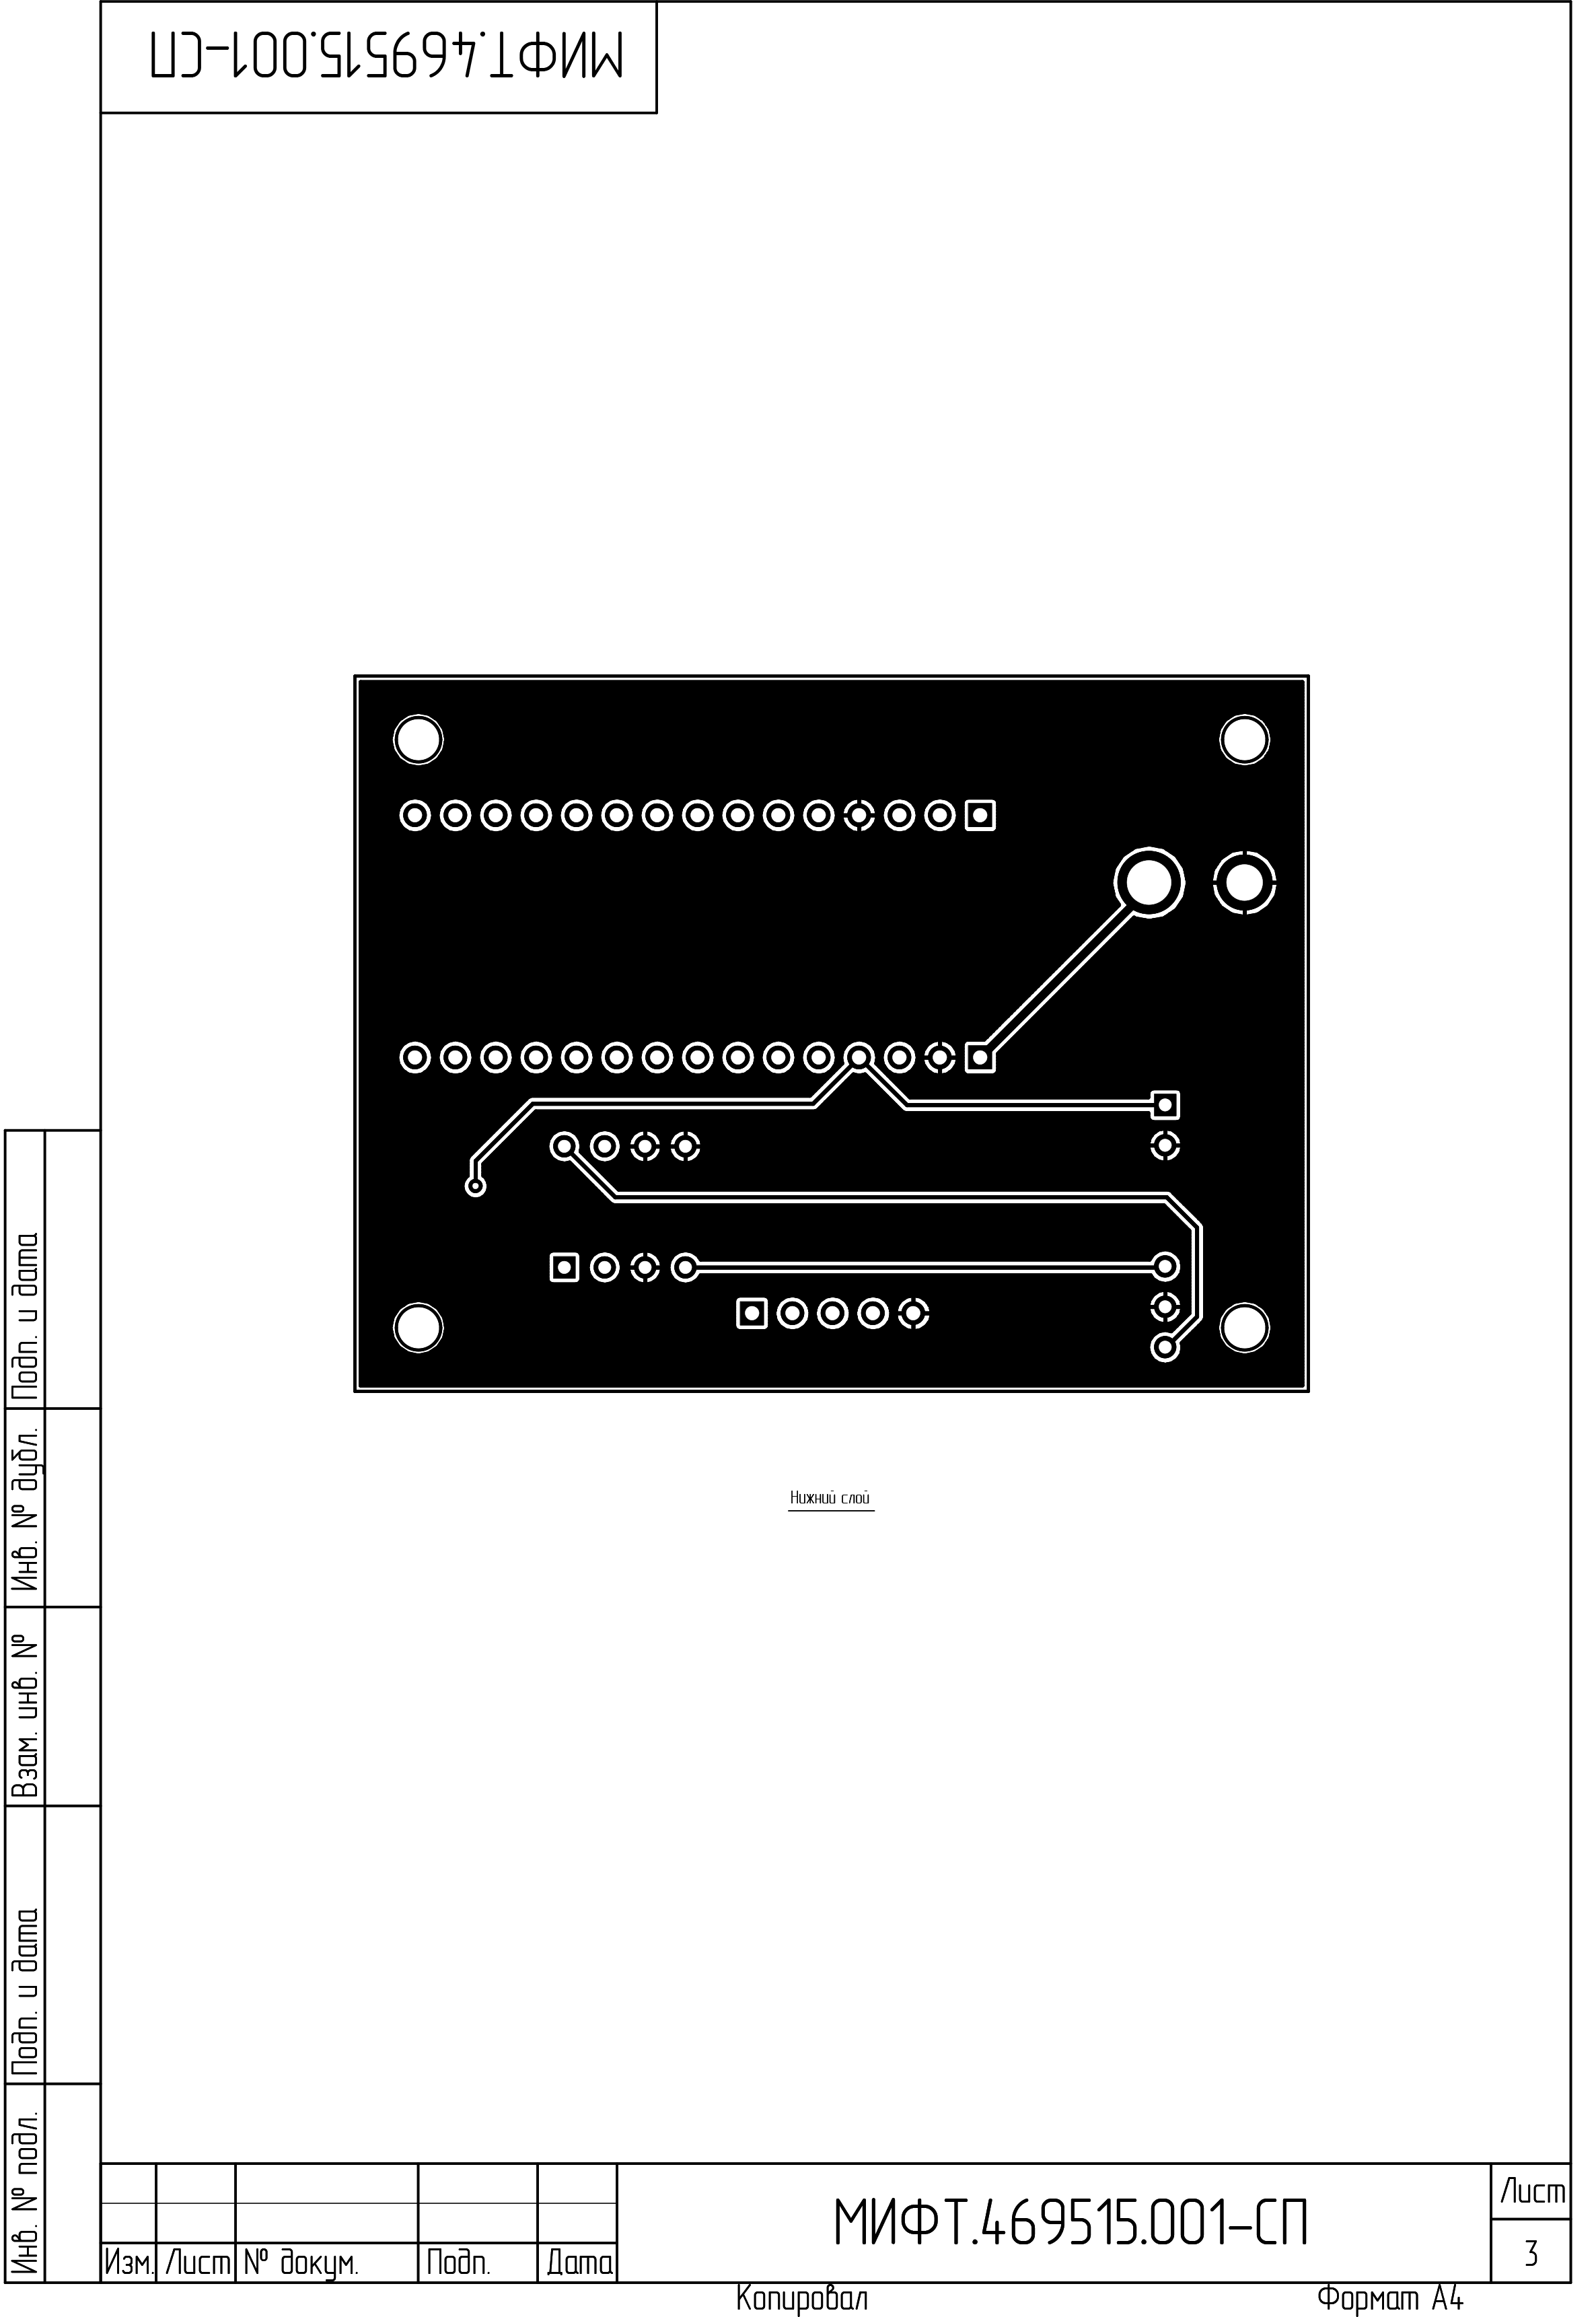 МИФТ.469515.001-СП
Нижний слой
Подп. и дата
Инв. № дубл.
Взам. инв. №
Подп. и дата
Инв. № подл.
Изм. Лист № докум. Подп. Дата
МИФТ.469515.001-СП
Лист
3
Копировал Формат А4